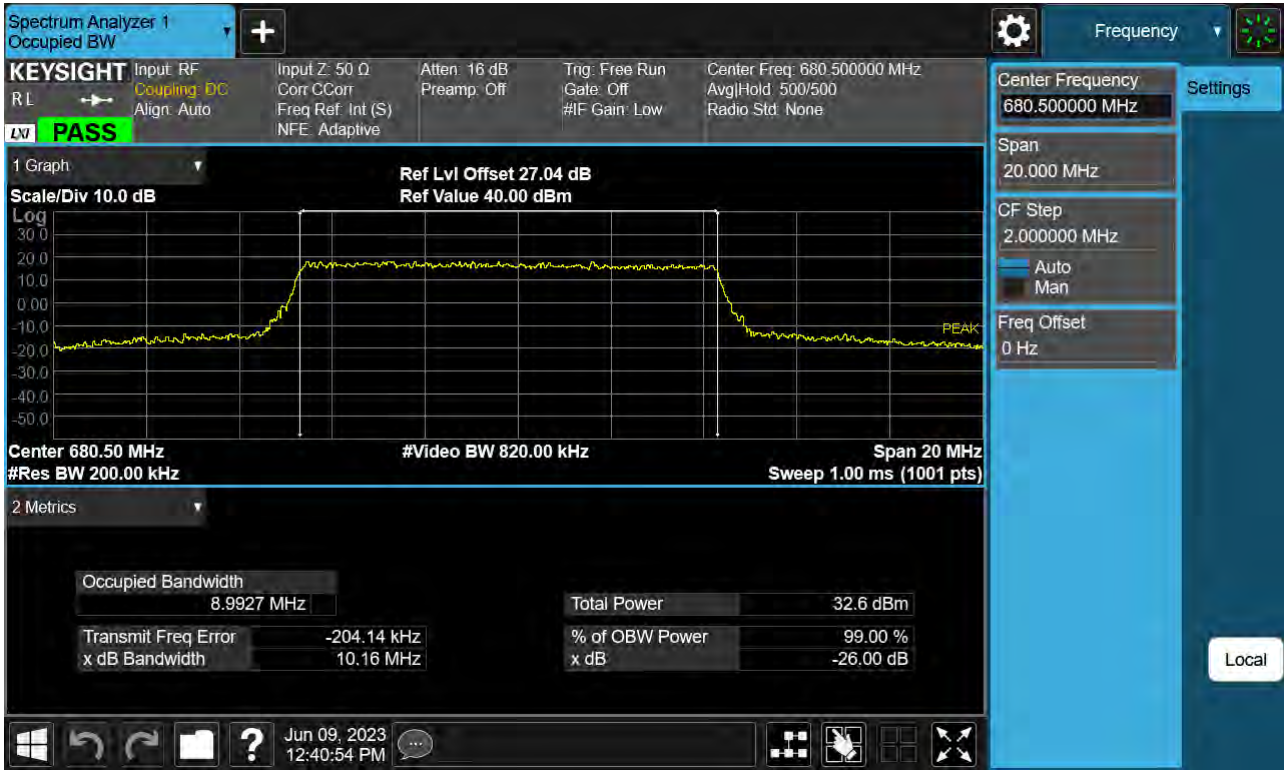 Spectrum Analyzer 1
Occupied BW
+
Frequency
KEYSIGHT
RL
LXI PASS
Input: RF
Coupling: DC
Align: Auto
Input Z: 50 Ω
Corr CCorr
Freq Ref: Int (S)
NFE: Adaptive
Atten: 16 dB
Preamp: Off
Trig: Free Run
Gate: Off
#IF Gain: Low
Center Freq: 680.500000 MHz
Avg|Hold: 500/500
Radio Std: None
Center Frequency
680.500000 MHz
Settings
Span
20.000 MHz
CF Step
2.000000 MHz
Auto
Man
Freq Offset
0 Hz
1 Graph
Scale/Div 10.0 dB
Ref Lvl Offset 27.04 dB
Ref Value 40.00 dBm
Log
30.0
20.0
10.0
0.00
-10.0
-20.0
-30.0
-40.0
-50.0
PEAK
Center 680.50 MHz
#Video BW 820.00 kHz
Span 20 MHz
#Res BW 200.00 kHz
Sweep 1.00 ms (1001 pts)
2 Metrics
Occupied Bandwidth
8.9927 MHz
Transmit Freq Error -204.14 kHz
x dB Bandwidth 10.16 MHz
Total Power 32.6 dBm
% of OBW Power 99.00 %
x dB -26.00 dB
Local
?
Jun 09, 2023
12:40:54 PM